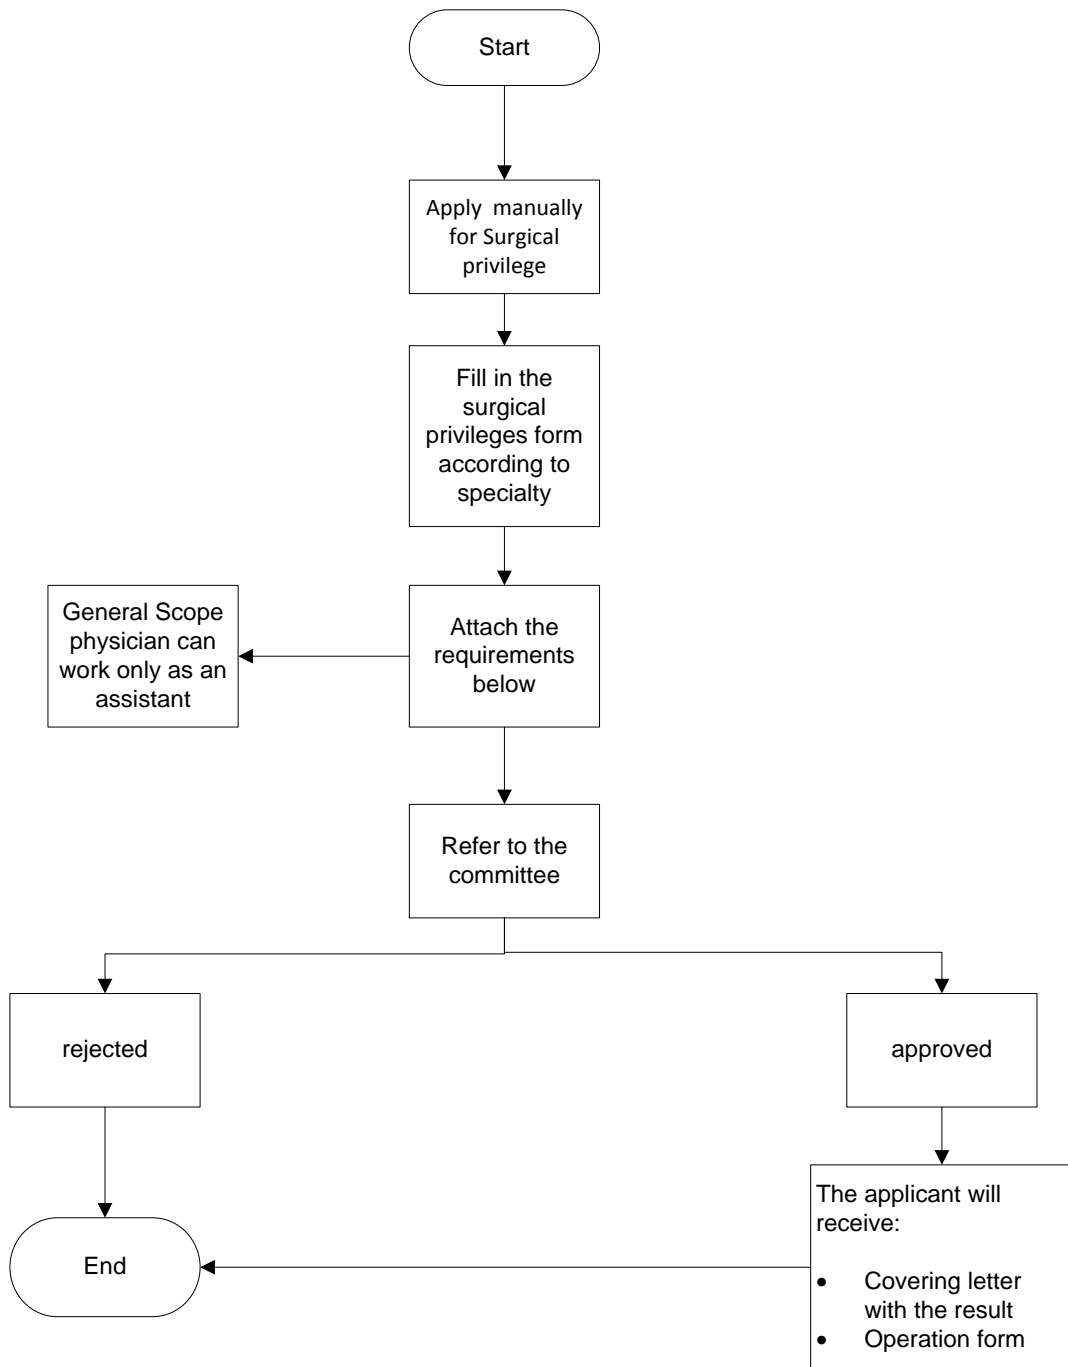 Start
Apply manually
for Surgical
privilege
Fill in the
surgical
privileges form
according to
specialty
General Scope
physician can
work only as an
assistant
Attach the
requirements
below
Refer to the
committee
rejected
approved
The applicant will
receive:
• Covering letter
with the result
• Operation form
End